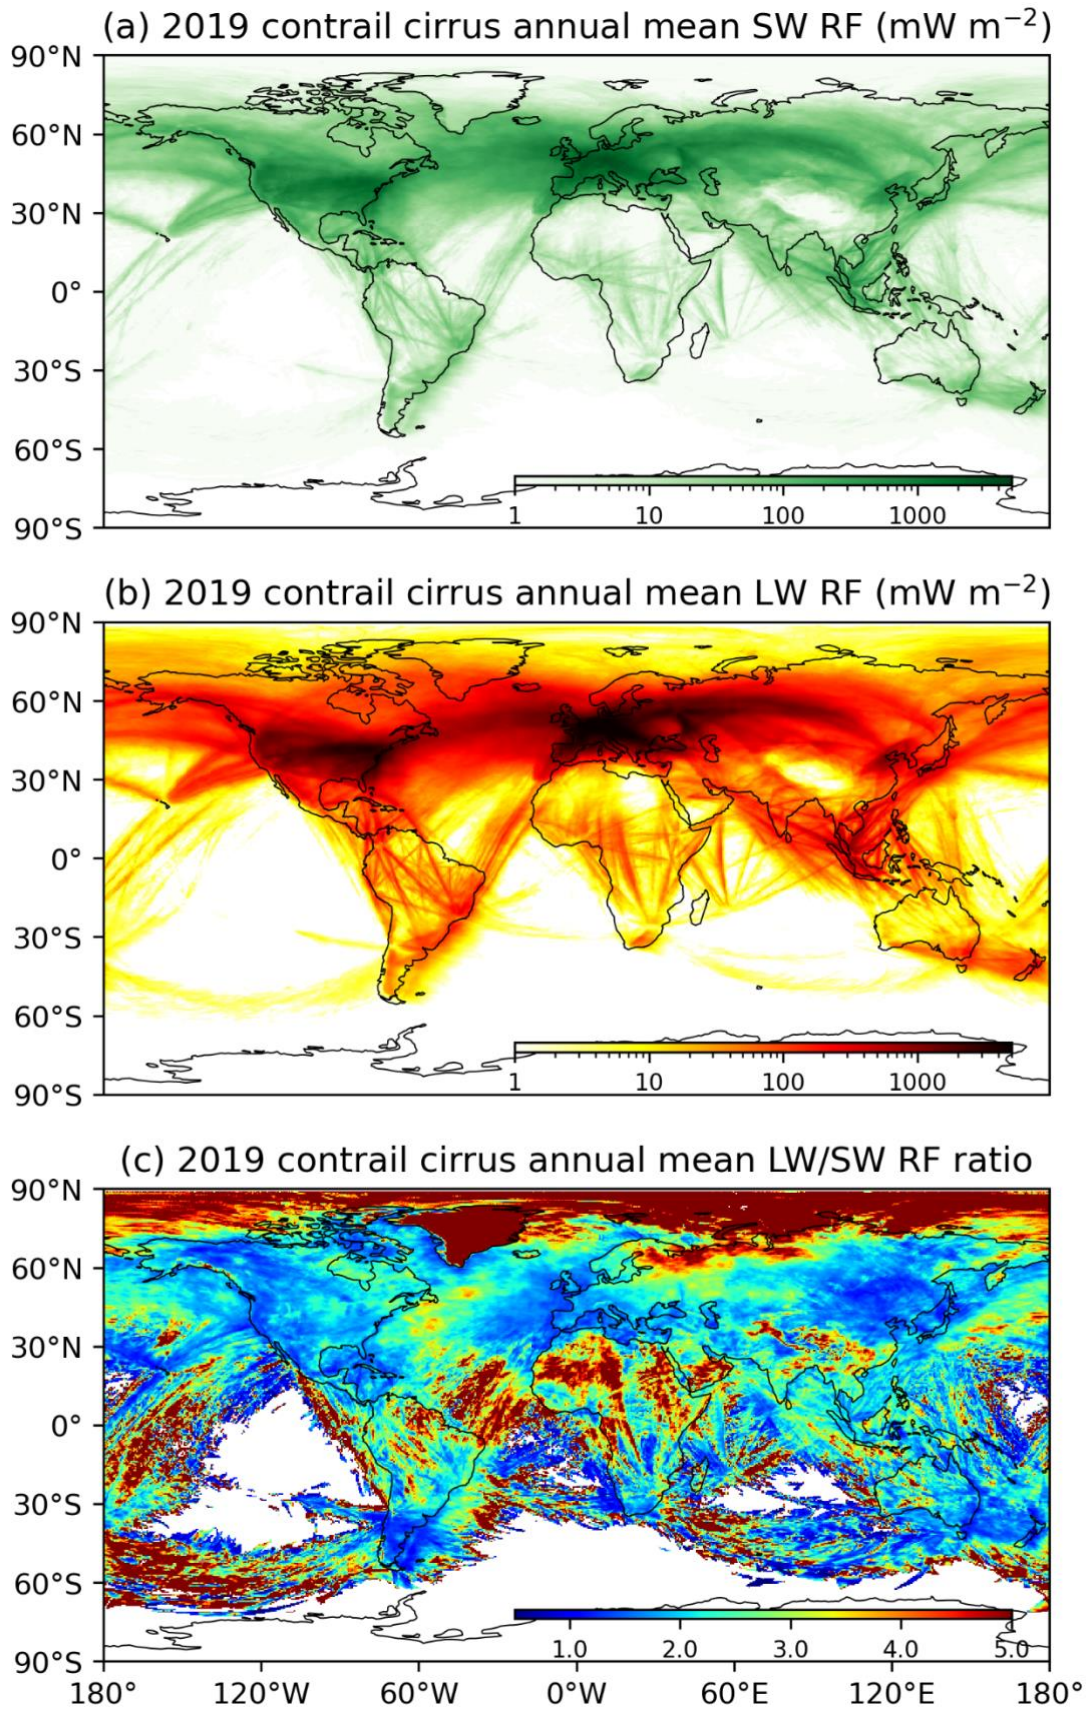 (a) 2019 contrail cirrus annual mean SW RF (mW m⁻²)
90°N
60°N
30°N
0°
30°S
60°S
90°S
1 10 100 1000
(b) 2019 contrail cirrus annual mean LW RF (mW m⁻²)
90°N
60°N
30°N
0°
30°S
60°S
90°S
1 10 100 1000
(c) 2019 contrail cirrus annual mean LW/SW RF ratio
90°N
60°N
30°N
0°
30°S
60°S
90°S
1.0 2.0 3.0 4.0 5.0
180° 120°W 60°W 0°W 60°E 120°E 180°